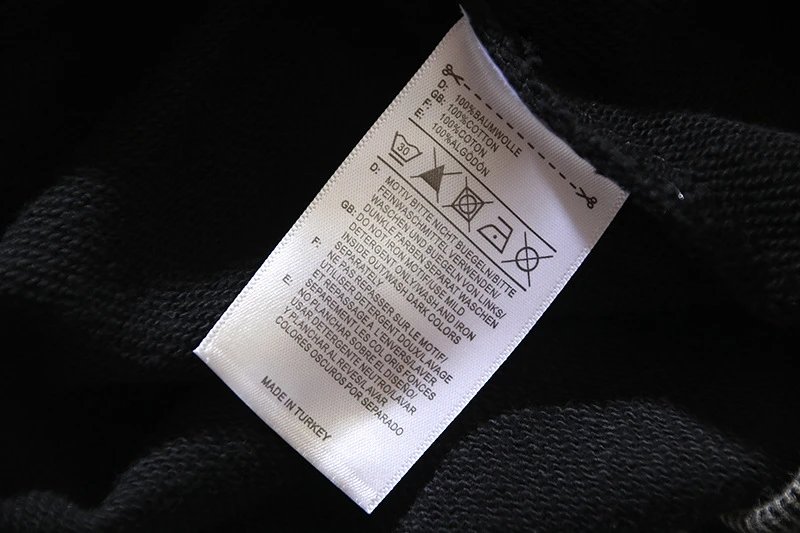 D: 100%BAUMWOLLE
GB: 100%COTTON
F: 100%COTON
E: 100%ALGODÓN
30
D: MOTIV BITTE NICHT BUEGELN/BITTE
FEINWASCHMITTEL VERWENDEN/
WASCHEN UND BUEGELN VON LINKS/
DUNKLE FARBEN SEPARAT WASCHEN
GB: DO NOT IRON MOTIF/USE MILD
DETERGENT ONLY/WASH AND IRON
INSIDE OUT/WASH DARK COLORS
SEPARATELY
F: NE PAS REPASSER SUR LE MOTIF/
UTILISER DETERGENT DOUX/LAVAGE
ET REPASSAGE A L'ENVERS/LAVER
SEPAREMENT LES COLORIS FONCES
E: NO PLANCHAR SOBRE EL DISEÑO/
USAR DETERGENTE NEUTRO/LAVAR
Y PLANCHAR AL REVES/LAVAR
COLORES OSCUROS POR SEPARADO
MADE IN TURKEY